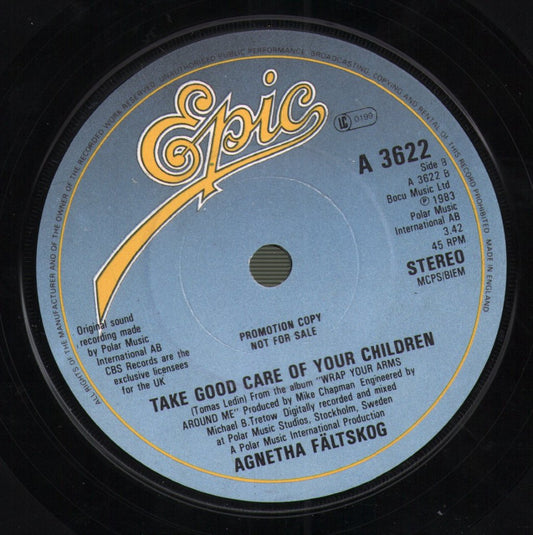 ALL RIGHTS OF THE MANUFACTURER AND OF THE OWNER OF THE RECORDED WORK RESERVED. UNAUTHORISED PUBLIC PERFORMANCE, BROADCASTING, COPYING AND RENTAL OF THIS RECORD PROHIBITED. MADE IN ENGLAND
Epic
LC 0199
A 3622
Side B
A 3622 B
Bocu Music Ltd
℗ 1983
Polar Music
International AB
3.42
45 RPM
STEREO
MCPS/BIEM
Original sound
recording made
by Polar Music
International AB
CBS Records are the
exclusive licensees
for the UK
PROMOTION COPY
NOT FOR SALE
TAKE GOOD CARE OF YOUR CHILDREN
(Tomas Ledin) From the album "WRAP YOUR ARMS
AROUND ME" Produced by Mike Chapman Engineered by
Michael B.Tretow Digitally recorded and mixed
at Polar Music Studios, Stockholm, Sweden
A Polar Music International Production
AGNETHA FÄLTSKOG